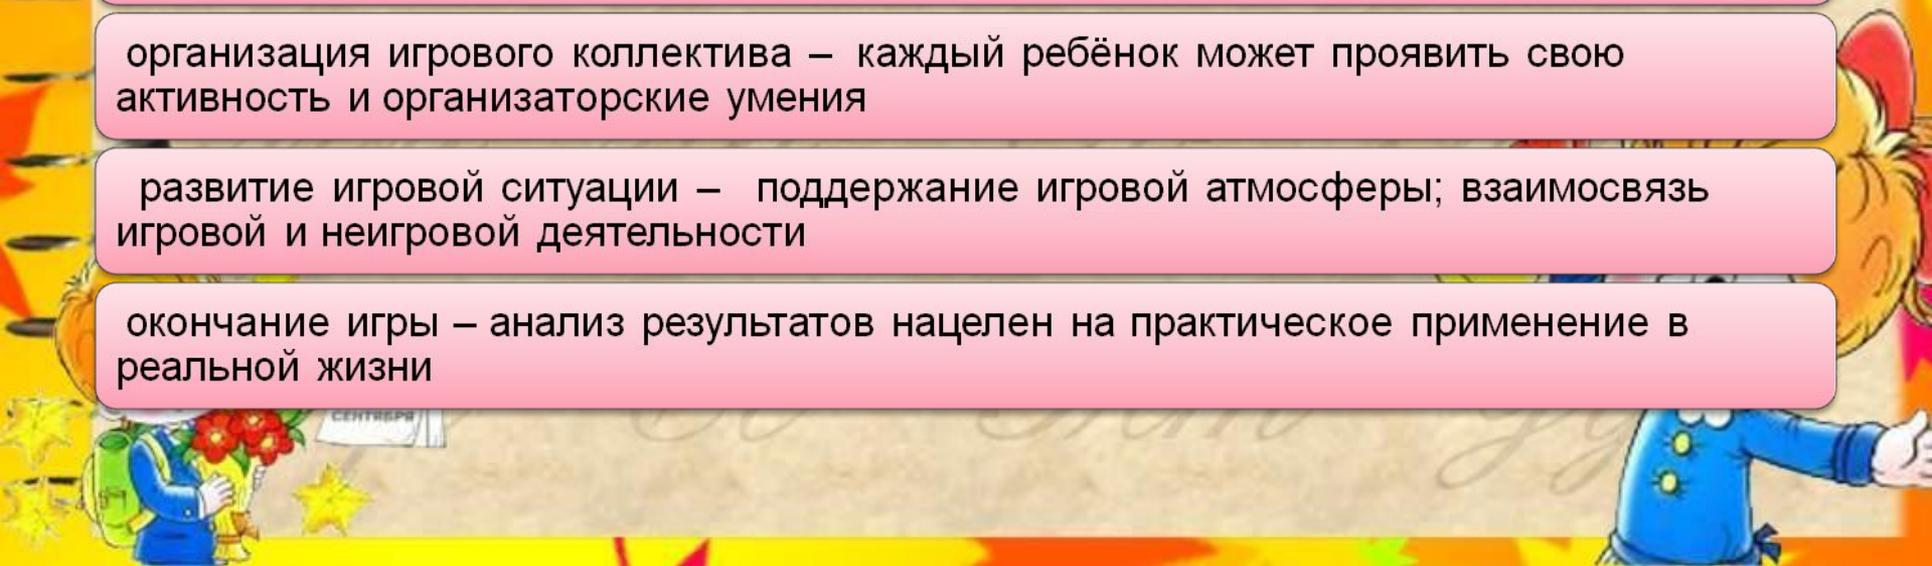 организация игрового коллектива – каждый ребёнок может проявить свою
активность и организаторские умения
развитие игровой ситуации – поддержание игровой атмосферы; взаимосвязь
игровой и неигровой деятельности
окончание игры – анализ результатов нацелен на практическое применение в
реальной жизни
СЕНТЯБРЯ